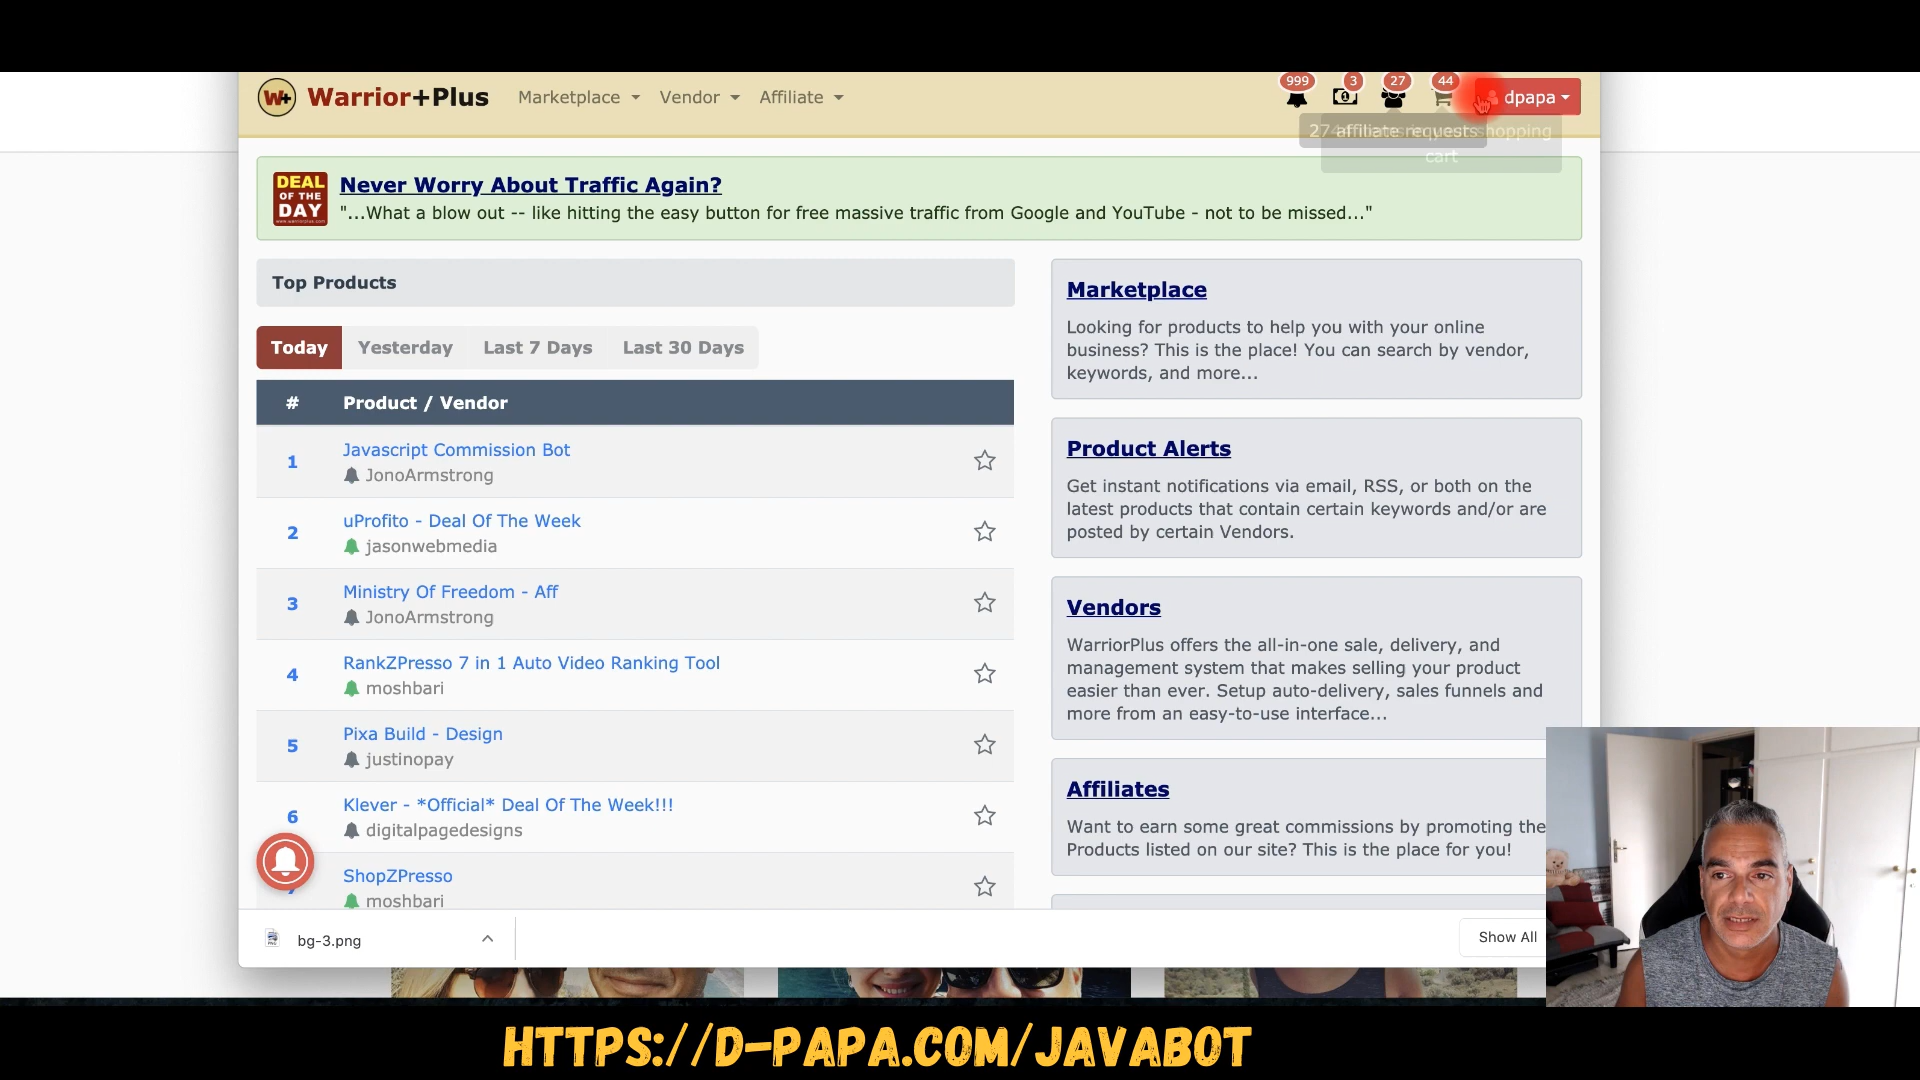 W+ Warrior+Plus Marketplace Vendor Affiliate 999 3 27 44 dpapa
affiliate requests shopping
cart
DEAL OF THE DAY
Never Worry About Traffic Again?
"...What a blow out -- like hitting the easy button for free massive traffic from Google and YouTube - not to be missed..."
Top Products
Today Yesterday Last 7 Days Last 30 Days
# Product / Vendor
1 Javascript Commission Bot
JonoArmstrong
2 uProfito - Deal Of The Week
jasonwebmedia
3 Ministry Of Freedom - Aff
JonoArmstrong
4 RankZPresso 7 in 1 Auto Video Ranking Tool
moshbari
5 Pixa Build - Design
justinopay
6 Klever - *Official* Deal Of The Week!!!
digitalpagedesigns
ShopZPresso
moshbari
Marketplace
Looking for products to help you with your online
business? This is the place! You can search by vendor,
keywords, and more...
Product Alerts
Get instant notifications via email, RSS, or both on the
latest products that contain certain keywords and/or are
posted by certain Vendors.
Vendors
WarriorPlus offers the all-in-one sale, delivery, and
management system that makes selling your product
easier than ever. Setup auto-delivery, sales funnels and
more from an easy-to-use interface...
Affiliates
Want to earn some great commissions by promoting the
Products listed on our site? This is the place for you!
bg-3.png
Show All
HTTPS://D-PAPA.COM/JAVABOT